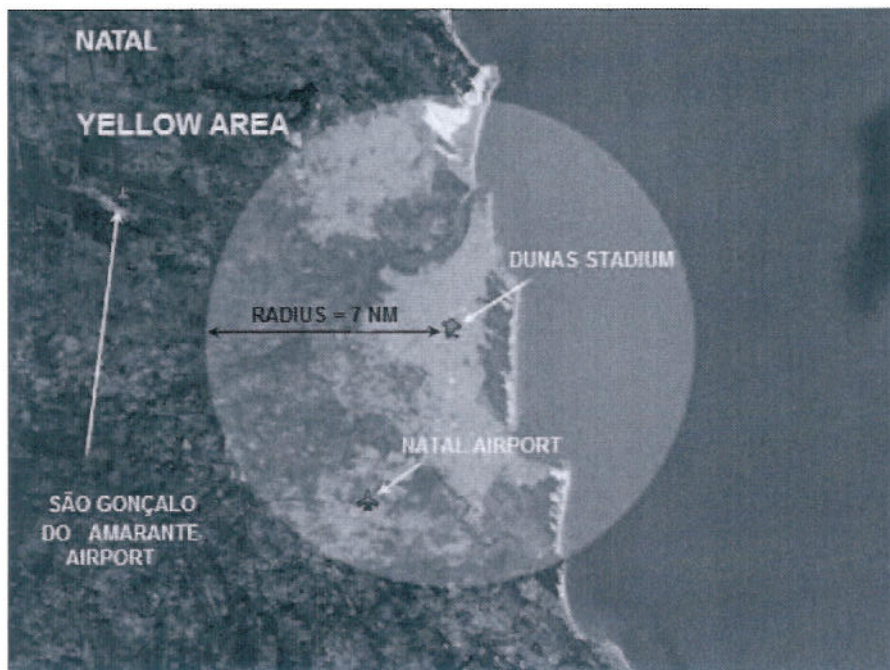 NATAL
YELLOW AREA
DUNAS STADIUM
RADIUS = 7 NM
NATAL AIRPORT
SÃO GONÇALO
DO AMARANTE
AIRPORT